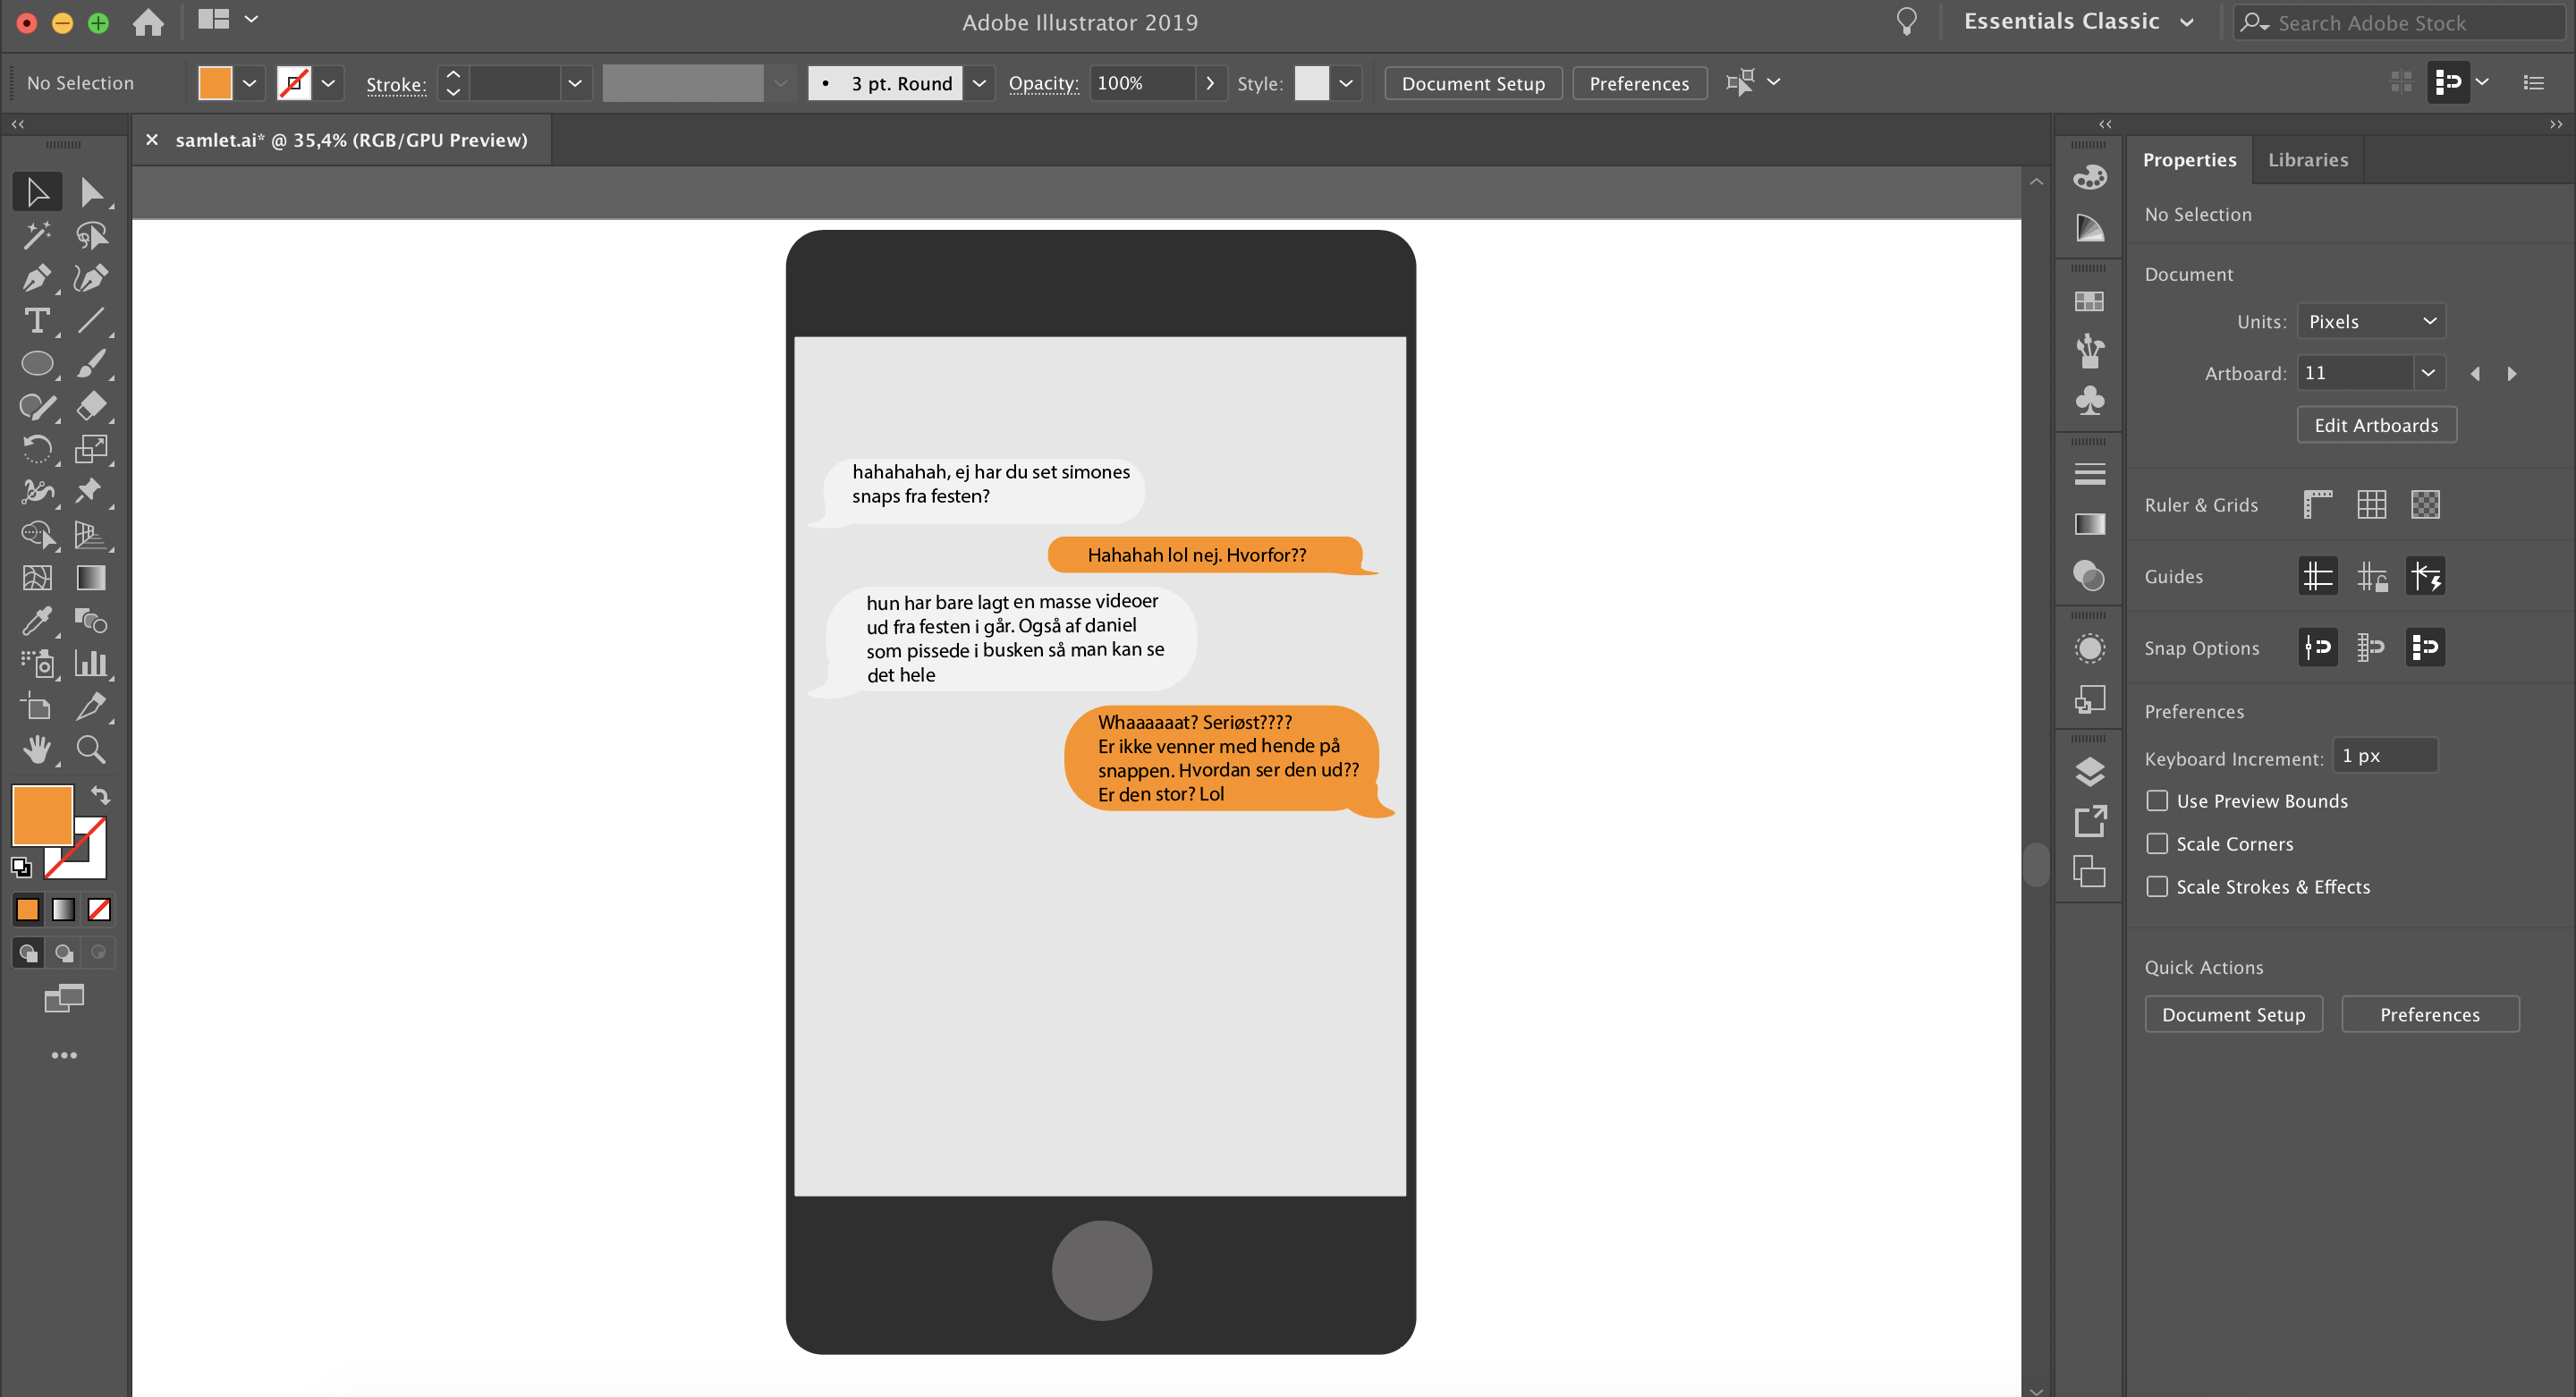 Adobe Illustrator 2019
Essentials Classic
Search Adobe Stock
No Selection
Stroke:
3 pt. Round
Opacity:
100%
Style:
Document Setup
Preferences
samlet.ai* @ 35,4% (RGB/GPU Preview)
hahahahah, ej har du set simones
snaps fra festen?
Hahahah lol nej. Hvorfor??
hun har bare lagt en masse videoer
ud fra festen i går. Også af daniel
som pissede i busken så man kan se
det hele
Whaaaaaat? Seriøst????
Er ikke venner med hende på
snappen. Hvordan ser den ud??
Er den stor? Lol
Properties
Libraries
No Selection
Document
Units:
Pixels
Artboard:
11
Edit Artboards
Ruler & Grids
Guides
Snap Options
Preferences
Keyboard Increment:
1 px
Use Preview Bounds
Scale Corners
Scale Strokes & Effects
Quick Actions
Document Setup
Preferences